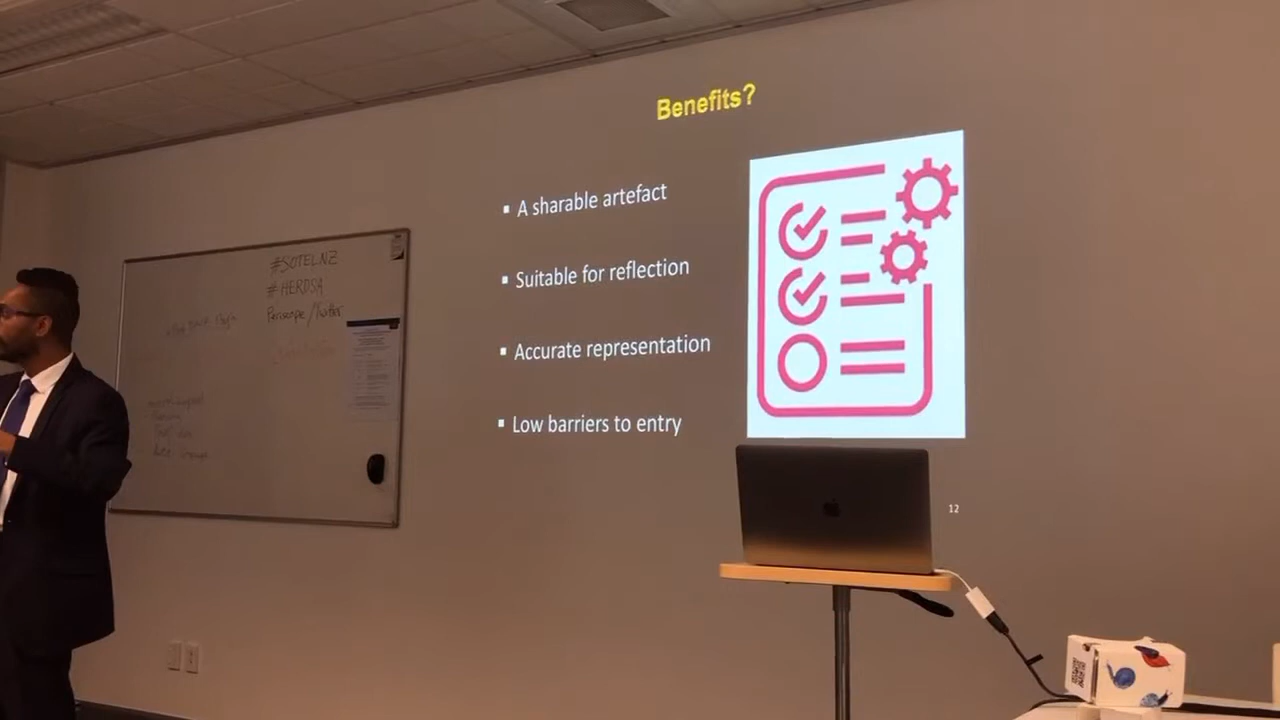 Benefits?
▪ A sharable artefact
▪ Suitable for reflection
▪ Accurate representation
▪ Low barriers to entry
12
#SOTELNZ
#HERDSA
Periscope/Twitter